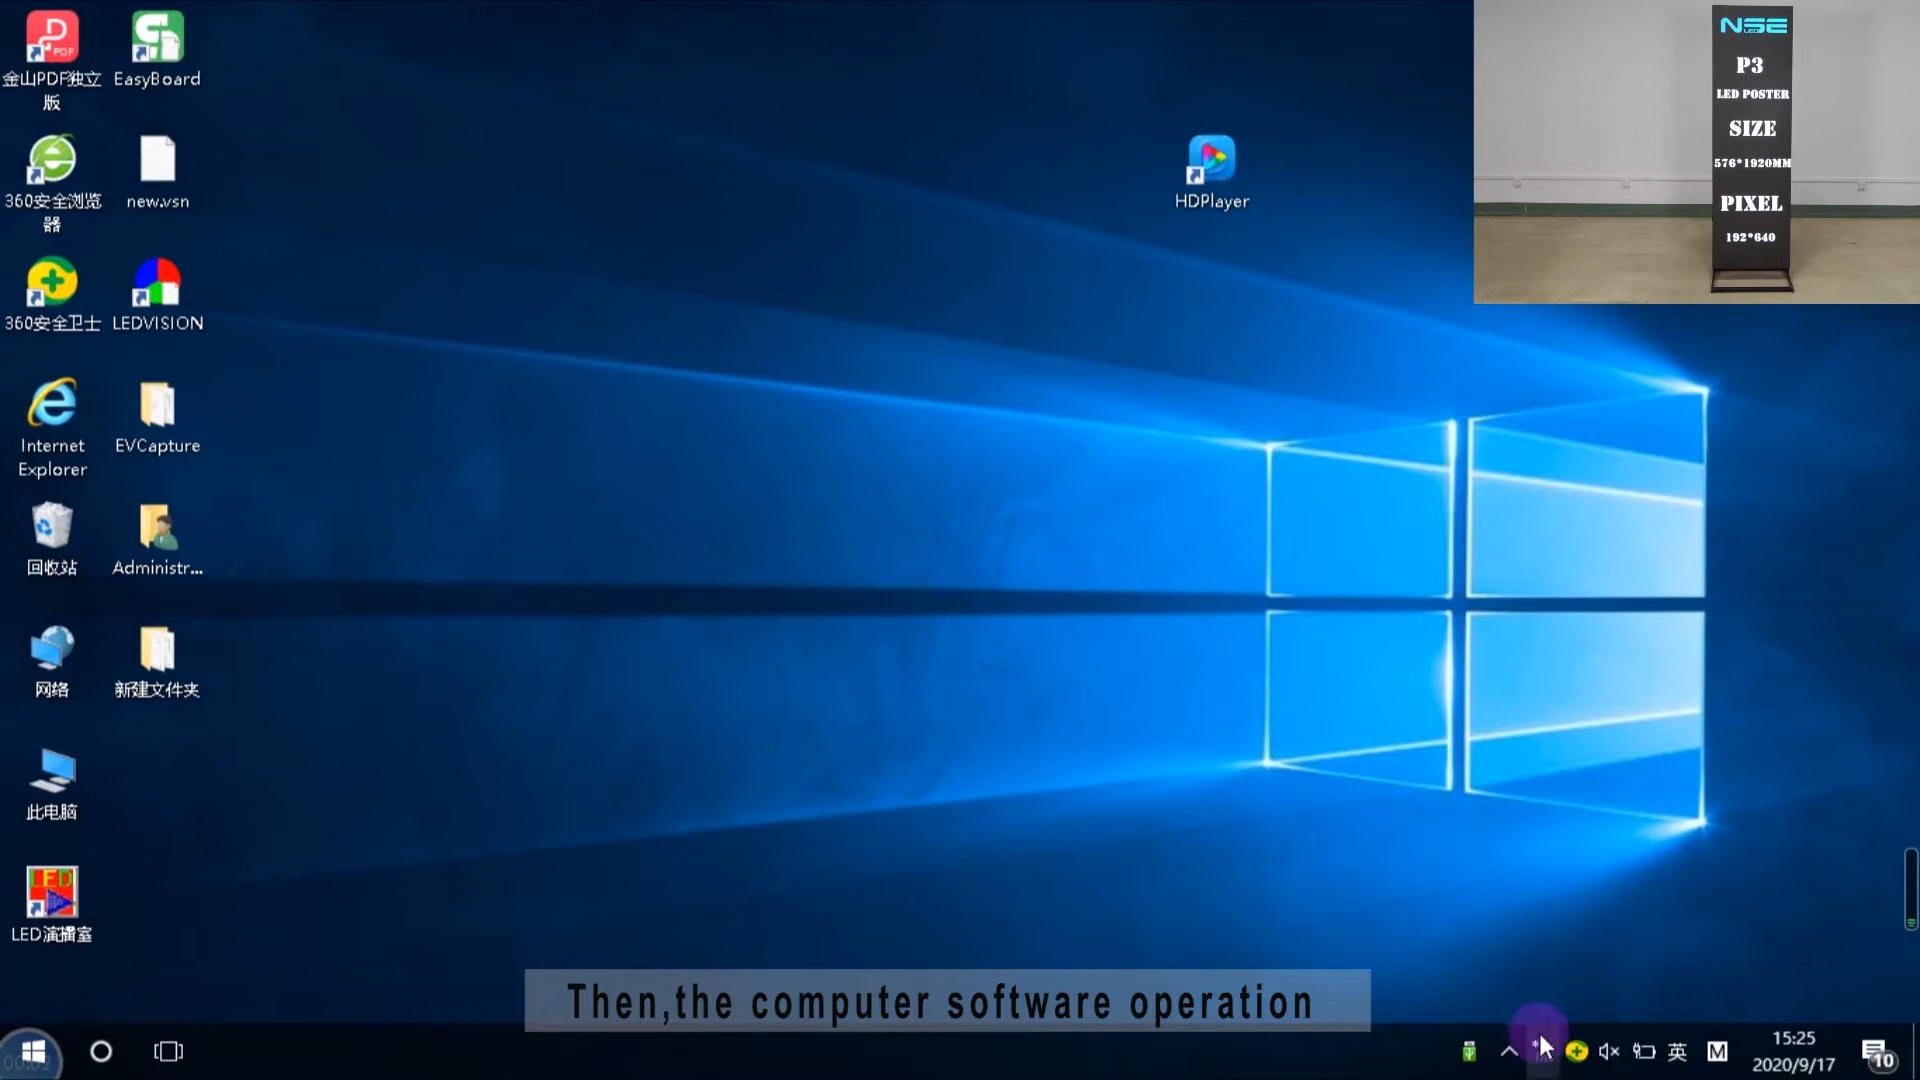 金山PDF独立
版
EasyBoard
360安全浏览
器
new.vsn
360安全卫士
LEDVISION
Internet
Explorer
EVCapture
回收站
Administr...
网络
新建文件夹
此电脑
LED演播室
HDPlayer
NSE
LED
P3
LED POSTER
SIZE
576*1920MM
PIXEL
192*640
Then,the computer software operation
英
M
15:25
2020/9/17
10